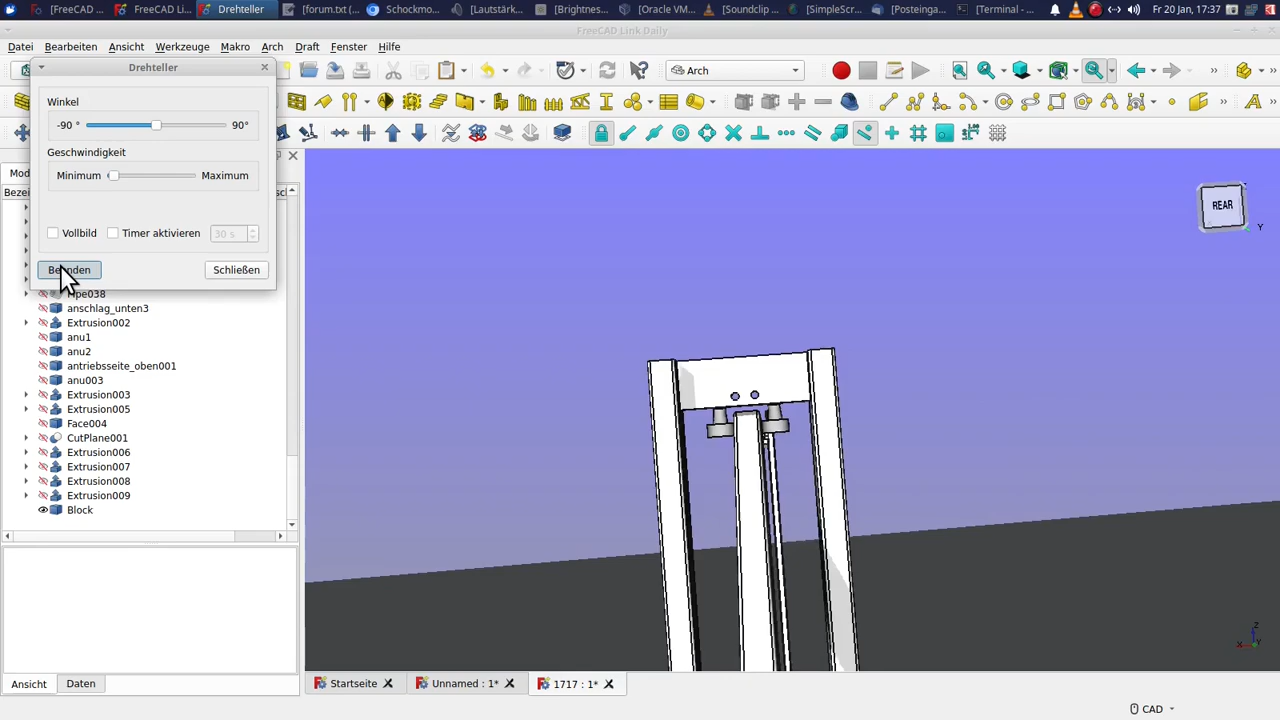 [FreeCAD ...
FreeCAD Li...
Drehteller
[forum.txt (...
Schockmo...
[Lautstärk...
[Brightnes...
[Oracle VM...
[Soundclip ...
[SimpleScr...
[Posteingan...
[Terminal - ...
Fr 20 Jan, 17:37
FreeCAD Link Daily
Datei Bearbeiten Ansicht Werkzeuge Makro Arch Draft Fenster Hilfe
Drehteller
Arch
Winkel
-90 ° 90°
Geschwindigkeit
Minimum Maximum
Vollbild Timer aktivieren 30 s
Beenden Schließen
REAR
Y
anschlag_unten3
Extrusion002
anu1
anu2
antriebsseite_oben001
anu003
Extrusion003
Extrusion005
Face004
CutPlane001
Extrusion006
Extrusion007
Extrusion008
Extrusion009
Block
Z
X
Y
Ansicht Daten
Startseite Unnamed : 1* 1717 : 1*
CAD